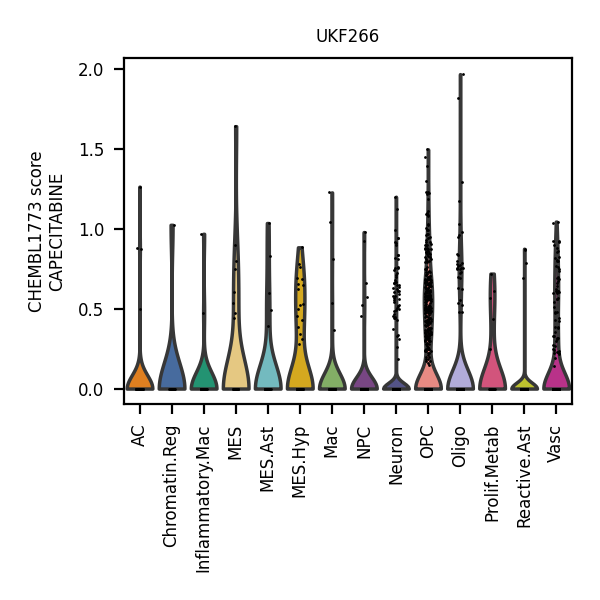 UKF266
CHEMBL1773 score
CAPECITABINE
2.0
1.5
1.0
0.5
0.0
AC
Chromatin.Reg
Inflammatory.Mac
MES
MES.Ast
MES.Hyp
Mac
NPC
Neuron
OPC
Oligo
Prolif.Metab
Reactive.Ast
Vasc